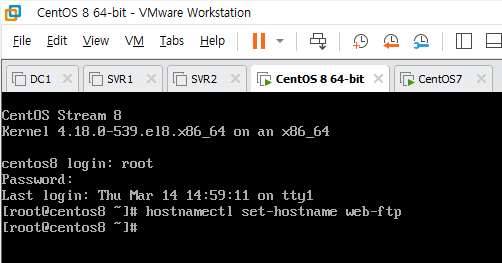 CentOS 8 64-bit - VMware Workstation
File Edit View VM Tabs Help
DC1 SVR1 SVR2 CentOS 8 64-bit CentOS7
CentOS Stream 8
Kernel 4.18.0-539.el8.x86_64 on an x86_64
centos8 login: root
Password:
Last login: Thu Mar 14 14:59:11 on tty1
[root@centos8 ~]# hostnamectl set-hostname web-ftp
[root@centos8 ~]#